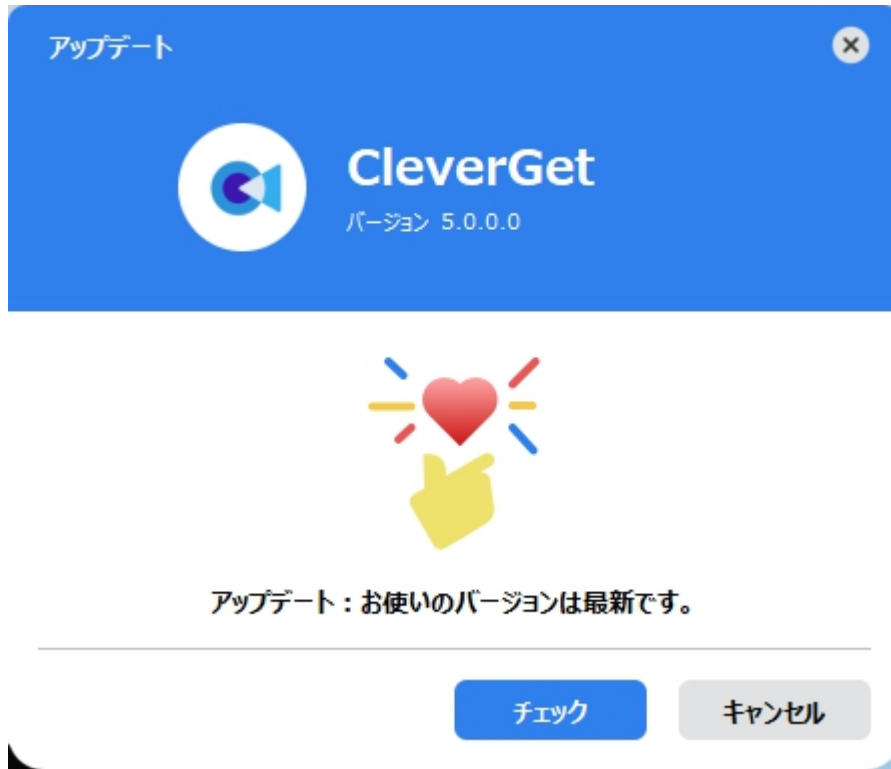 アップデート
CleverGet
バージョン 5.0.0.0
アップデート：お使いのバージョンは最新です。
チェック
キャンセル